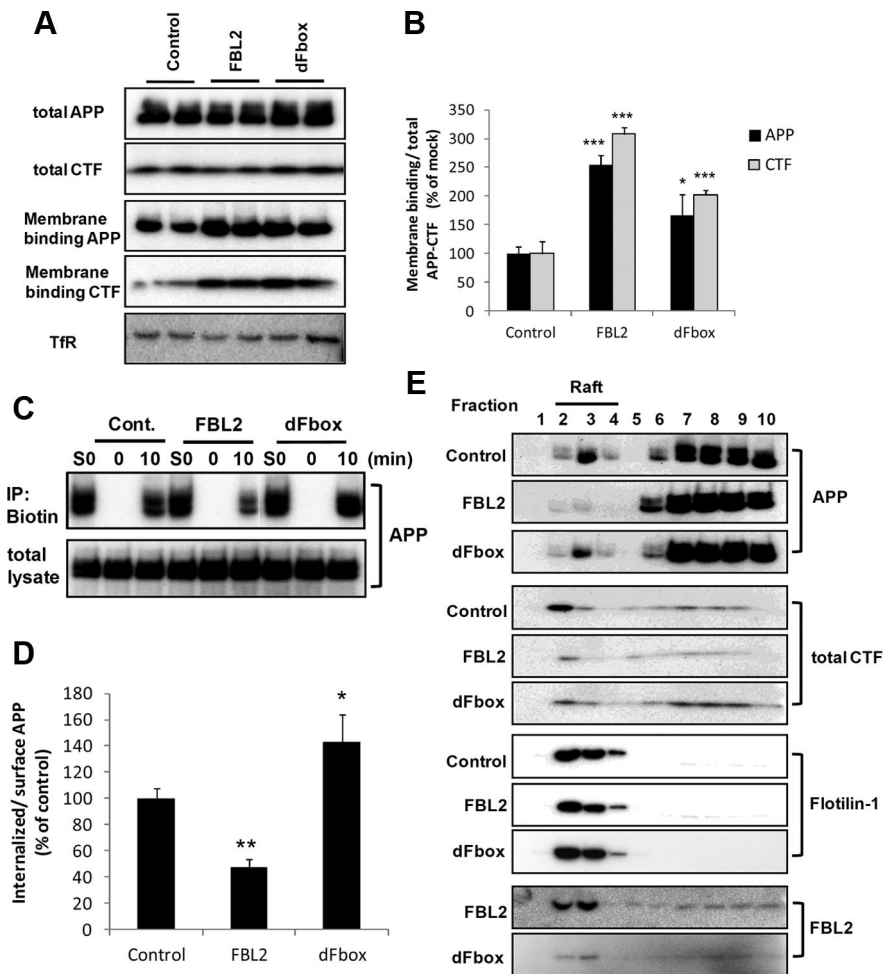 A
Control
FBL2
dFbox
total APP
total CTF
Membrane
binding APP
Membrane
binding CTF
TfR
B
Membrane binding/ total
APP-CTF (% of mock)
350
300
250
200
150
100
50
0
***
***
*
***
APP
CTF
Control
FBL2
dFbox
C
Cont.
FBL2
dFbox
S0 0 10 S0 0 10 S0 0 10 (min)
IP:
Biotin
total
lysate
APP
D
Internalized/ surface APP
(% of control)
180
160
140
120
100
80
60
40
20
0
**
*
Control
FBL2
dFbox
E
Raft
Fraction
1 2 3 4 5 6 7 8 9 10
Control
FBL2
dFbox
APP
Control
FBL2
dFbox
total CTF
Control
FBL2
dFbox
Flotilin-1
FBL2
dFbox
FBL2